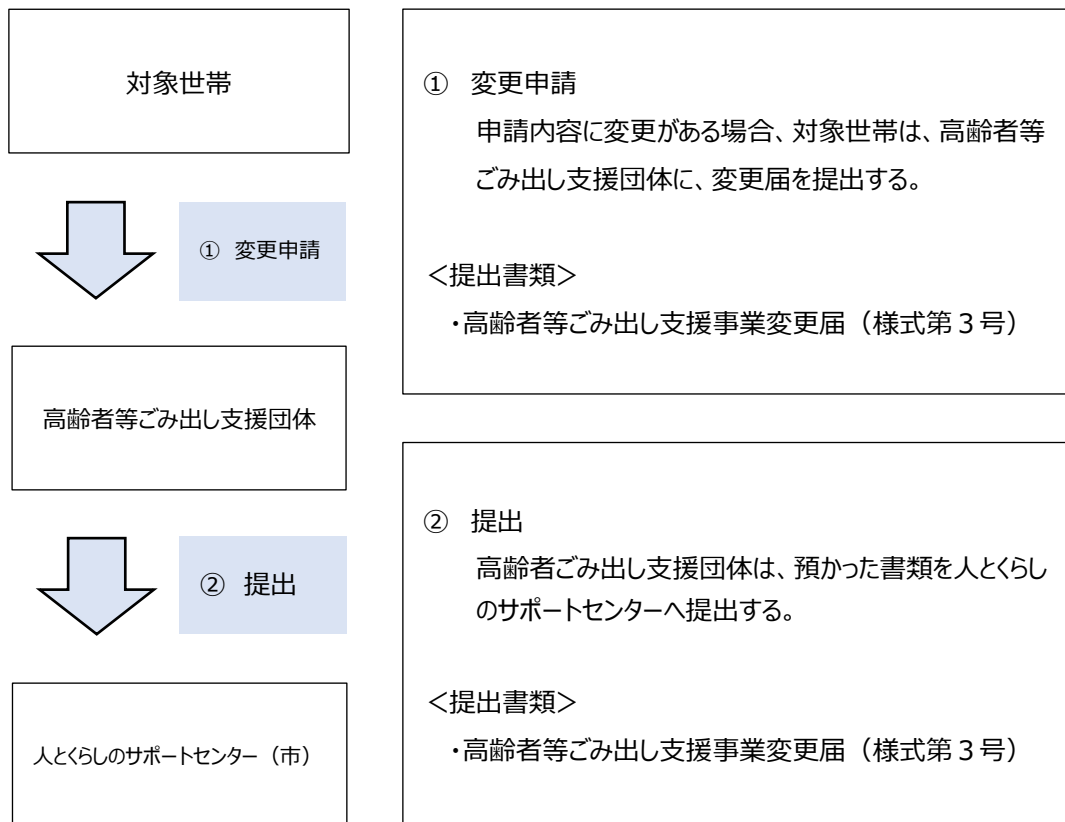 対象世帯
① 変更申請
高齢者等ごみ出し支援団体
② 提出
人とくらしのサポートセンター（市）
① 変更申請
申請内容に変更がある場合、対象世帯は、高齢者等
ごみ出し支援団体に、変更届を提出する。
＜提出書類＞
・高齢者等ごみ出し支援事業変更届（様式第３号）
② 提出
高齢者ごみ出し支援団体は、預かった書類を人とくらし
のサポートセンターへ提出する。
＜提出書類＞
・高齢者等ごみ出し支援事業変更届（様式第３号）